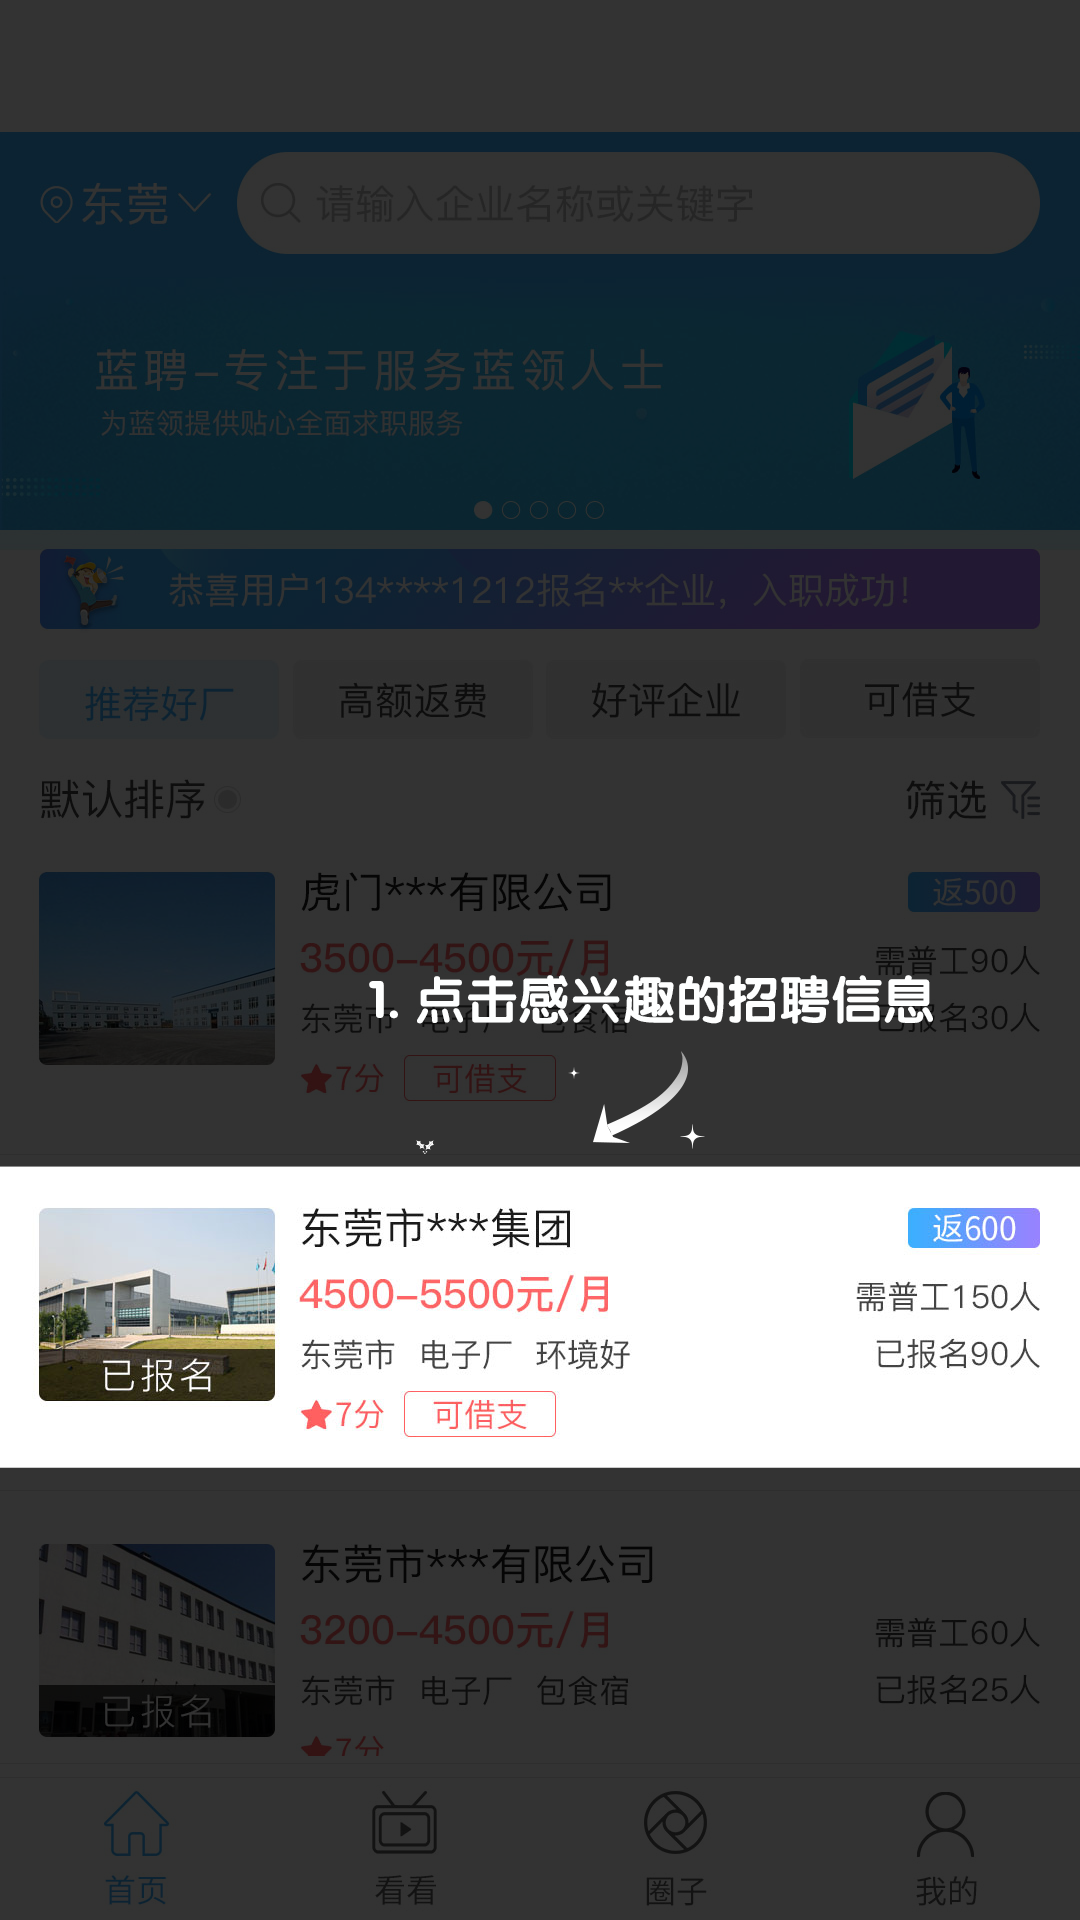 东莞
请输入企业名称或关键字
蓝聘-专注于服务蓝领人士
为蓝领提供贴心全面求职服务
恭喜用户134****1212报名**企业，入职成功！
推荐好厂 高额返费 好评企业 可借支
默认排序 筛选
虎门***有限公司 返500
3500-4500元/月 需普工90人
1. 点击感兴趣的招聘信息
东莞市 电子厂 包食宿 已报名30人
7分 可借支
东莞市***集团 返600
4500-5500元/月 需普工150人
东莞市 电子厂 环境好 已报名90人
已报名
7分 可借支
东莞市***有限公司
3200-4500元/月 需普工60人
东莞市 电子厂 包食宿 已报名25人
已报名
7分
首页 看看 圈子 我的